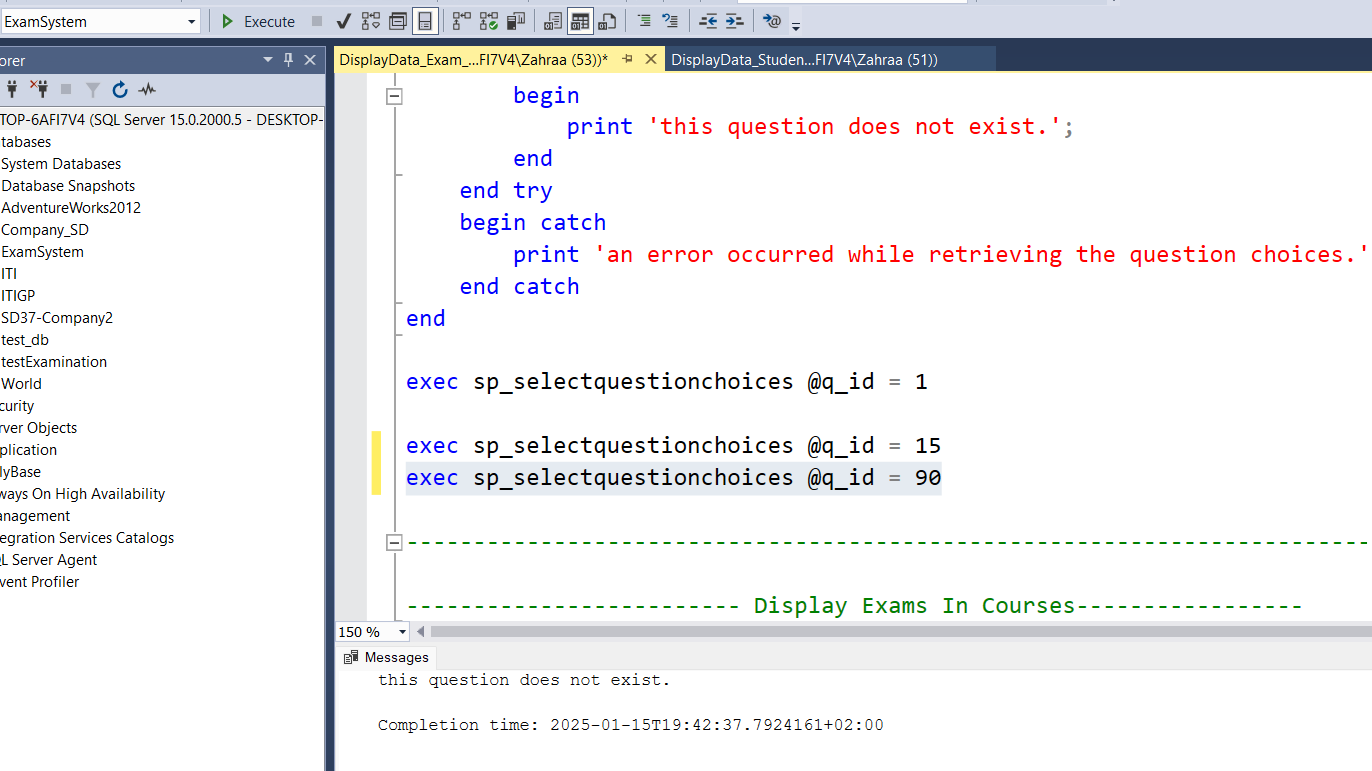 ExamSystem
Execute
orer
DisplayData_Exam_...FI7V4\Zahraa (53))*
DisplayData_Studen...FI7V4\Zahraa (51))
TOP-6AFI7V4 (SQL Server 15.0.2000.5 - DESKTOP-
tabases
System Databases
Database Snapshots
AdventureWorks2012
Company_SD
ExamSystem
ITI
ITIGP
SD37-Company2
test_db
testExamination
World
curity
rver Objects
plication
lyBase
ways On High Availability
anagement
egration Services Catalogs
QL Server Agent
vent Profiler
begin
print 'this question does not exist.';
end
end try
begin catch
print 'an error occurred while retrieving the question choices.'
end catch
end
exec sp_selectquestionchoices @q_id = 1
exec sp_selectquestionchoices @q_id = 15
exec sp_selectquestionchoices @q_id = 90
------------------------------------------------------------------------
------------------------- Display Exams In Courses-----------------
150 %
Messages
this question does not exist.
Completion time: 2025-01-15T19:42:37.7924161+02:00